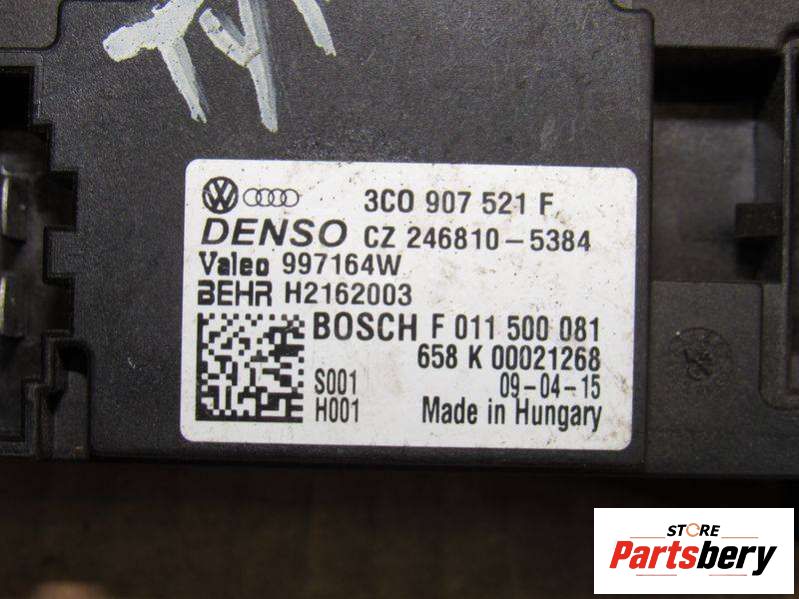 3C0 907 521 F
DENSO CZ 246810-5384
Valeo 997164W
BEHR H2162003
BOSCH F 011 500 081
658 K 00021268
S001 09-04-15
H001 Made in Hungary
STORE
Partsbery